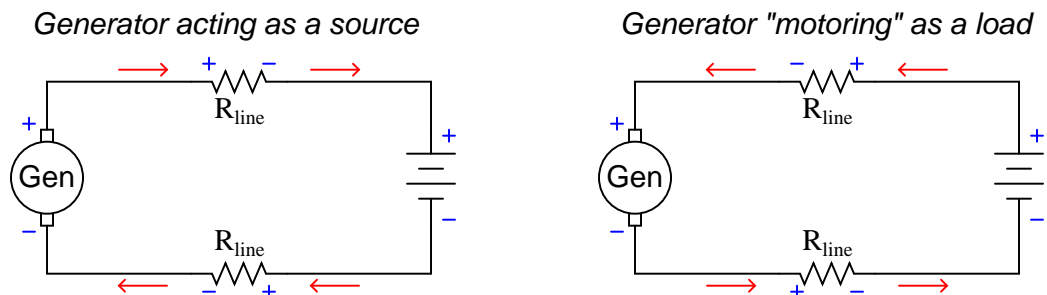 Generator acting as a source
+ −
R_line
+
Gen
−
+
−
R_line
− +
Generator "motoring" as a load
− +
R_line
+
Gen
−
+
−
R_line
+ −